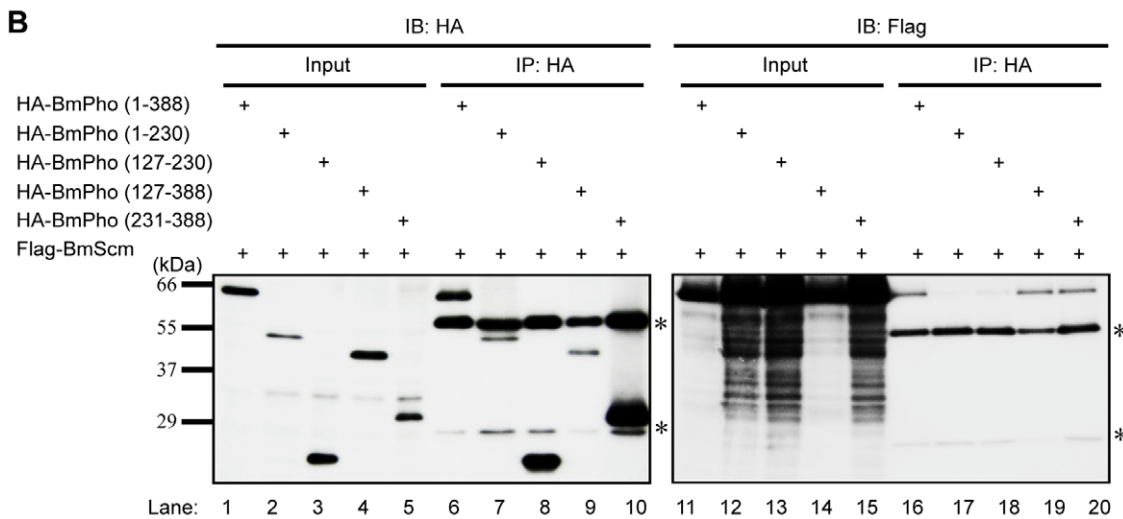 B
IB: HA IB: Flag
Input IP: HA Input IP: HA
HA-BmPho (1-388) + + + +
HA-BmPho (1-230) + + + +
HA-BmPho (127-230) + + + +
HA-BmPho (127-388) + + + +
HA-BmPho (231-388) + + + +
Flag-BmScm + + + + + + + + + + + + + + + + + + + +
(kDa)
66
55 * *
37
29 * *
Lane: 1 2 3 4 5 6 7 8 9 10 11 12 13 14 15 16 17 18 19 20